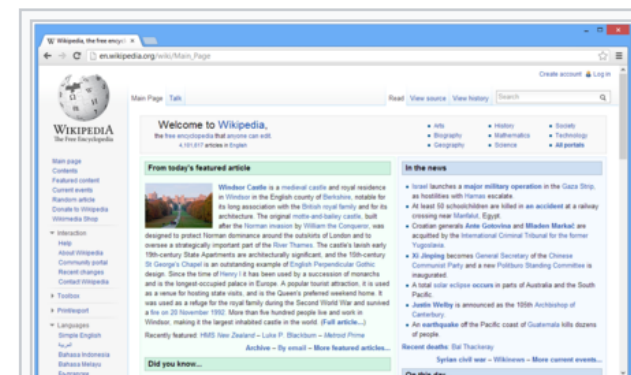 Wikipedia, the free encycl
en.wikipedia.org/wiki/Main_Page
Create account Log in
Main Page Talk
Read View source View history Search
WIKIPEDIA
The Free Encyclopedia
Main page
Contents
Featured content
Current events
Random article
Donate to Wikipedia
Wikimedia Shop
Interaction
Help
About Wikipedia
Community portal
Recent changes
Contact Wikipedia
Toolbox
Print/export
Languages
Simple English
العربية
Bahasa Indonesia
Bahasa Melayu
Welcome to Wikipedia,
the free encyclopedia that anyone can edit.
4,101,617 articles in English
Arts
Biography
Geography
History
Mathematics
Science
Society
Technology
All portals
From today's featured article
Windsor Castle is a medieval castle and royal residence
in Windsor in the English county of Berkshire, notable for
its long association with the British royal family and for its
architecture. The original motte-and-bailey castle, built
after the Norman invasion by William the Conqueror, was
designed to protect Norman dominance around the outskirts of London and to
oversee a strategically important part of the River Thames. The castle's lavish early
19th-century State Apartments are architecturally significant, and the 15th-century
St George's Chapel is an outstanding example of English Perpendicular Gothic
design. Since the time of Henry I it has been used by a succession of monarchs
and is the longest-occupied palace in Europe. A popular tourist attraction, it is used
as a venue for hosting state visits, and is the Queen's preferred weekend home. It
was used as a refuge for the royal family during the Second World War and survived
a fire on 20 November 1992. More than five hundred people live and work in
Windsor, making it the largest inhabited castle in the world. (Full article...)
Recently featured: HMS New Zealand – Luke P. Blackburn – Metroid Prime
Archive – By email – More featured articles...
Did you know...
In the news
Israel launches a major military operation in the Gaza Strip,
as hostilities with Hamas escalate.
At least 50 schoolchildren are killed in an accident at a railway
crossing near Manfalut, Egypt.
Croatian generals Ante Gotovina and Mladen Markač are
acquitted by the International Criminal Tribunal for the former
Yugoslavia.
Xi Jinping becomes General Secretary of the Chinese
Communist Party and a new Politburo Standing Committee is
inaugurated.
A total solar eclipse occurs in parts of Australia and the South
Pacific.
Justin Welby is announced as the 105th Archbishop of
Canterbury.
An earthquake off the Pacific coast of Guatemala kills dozens
of people.
Recent deaths: Bal Thackeray
Syrian civil war – Wikinews – More current events...
On this day...